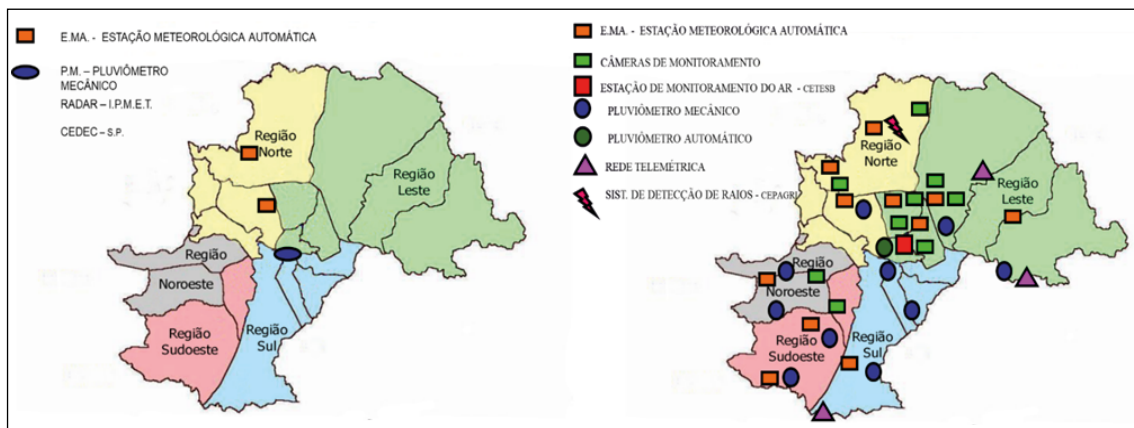 E.MA. - ESTAÇÃO METEOROLÓGICA AUTOMÁTICA
P.M. – PLUVIÔMETRO
MECÂNICO
RADAR – I.P.M.E.T.
CEDEC – S.P.
Região
Norte
Região
Leste
Região
Noroeste
Região
Sudoeste
Região
Sul
E.MA. - ESTAÇÃO METEOROLÓGICA AUTOMÁTICA
CÂMERAS DE MONITORAMENTO
ESTAÇÃO DE MONITORAMENTO DO AR - CETESB
PLUVIÔMETRO MECÂNICO
PLUVIÔMETRO AUTOMÁTICO
REDE TELEMÉTRICA
SIST. DE DETECÇÃO DE RAIOS - CEPAGRI
Região
Norte
Região
Leste
Região
Noroeste
Região
Sudoeste
Região
Sul